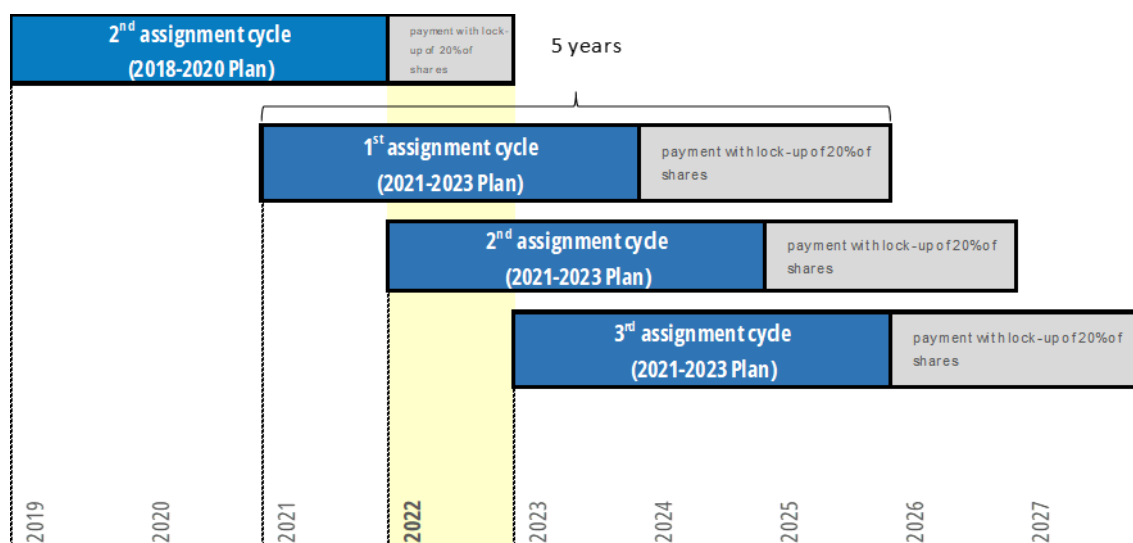 2nd assignment cycle
(2018-2020 Plan)
payment with lock-
up of 20% of
shares
5 years
1st assignment cycle
(2021-2023 Plan)
payment with lock-up of 20% of
shares
2nd assignment cycle
(2021-2023 Plan)
payment with lock-up of 20% of
shares
3rd assignment cycle
(2021-2023 Plan)
payment with lock-up of 20% of
shares
2019
2020
2021
2022
2023
2024
2025
2026
2027